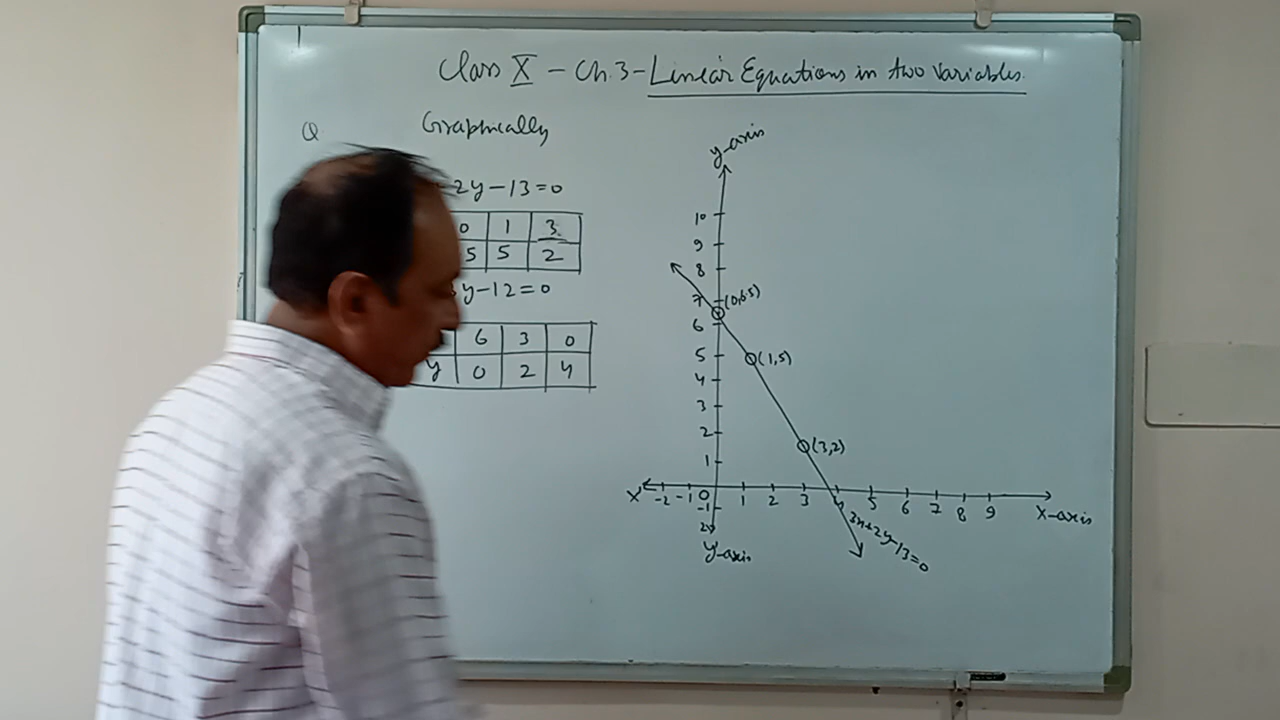 Class X - Ch.3 - Linear Equations in two variables.
Q Graphically
2y-13=0
0 1 3
5 5 2
y-12=0
6 3 0
y 0 2 4
y-axis
10
9
8
7 (0,6.5)
6
5 (1,5)
4
3
2 (3,2)
1
X' -2 -1 0 1 2 3 4 5 6 7 8 9 X-axis
-1
3x+2y-13=0
y'-axis